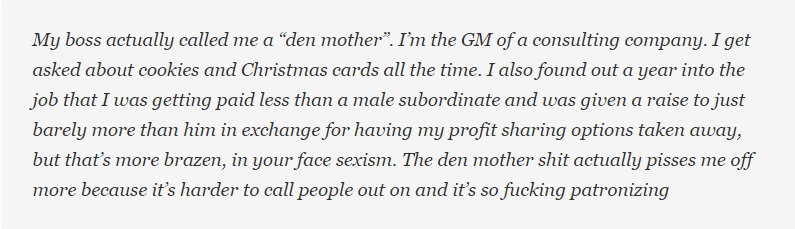 My boss actually called me a “den mother”. I’m the GM of a consulting company. I get
asked about cookies and Christmas cards all the time. I also found out a year into the
job that I was getting paid less than a male subordinate and was given a raise to just
barely more than him in exchange for having my profit sharing options taken away,
but that’s more brazen, in your face sexism. The den mother shit actually pisses me off
more because it’s harder to call people out on and it’s so fucking patronizing